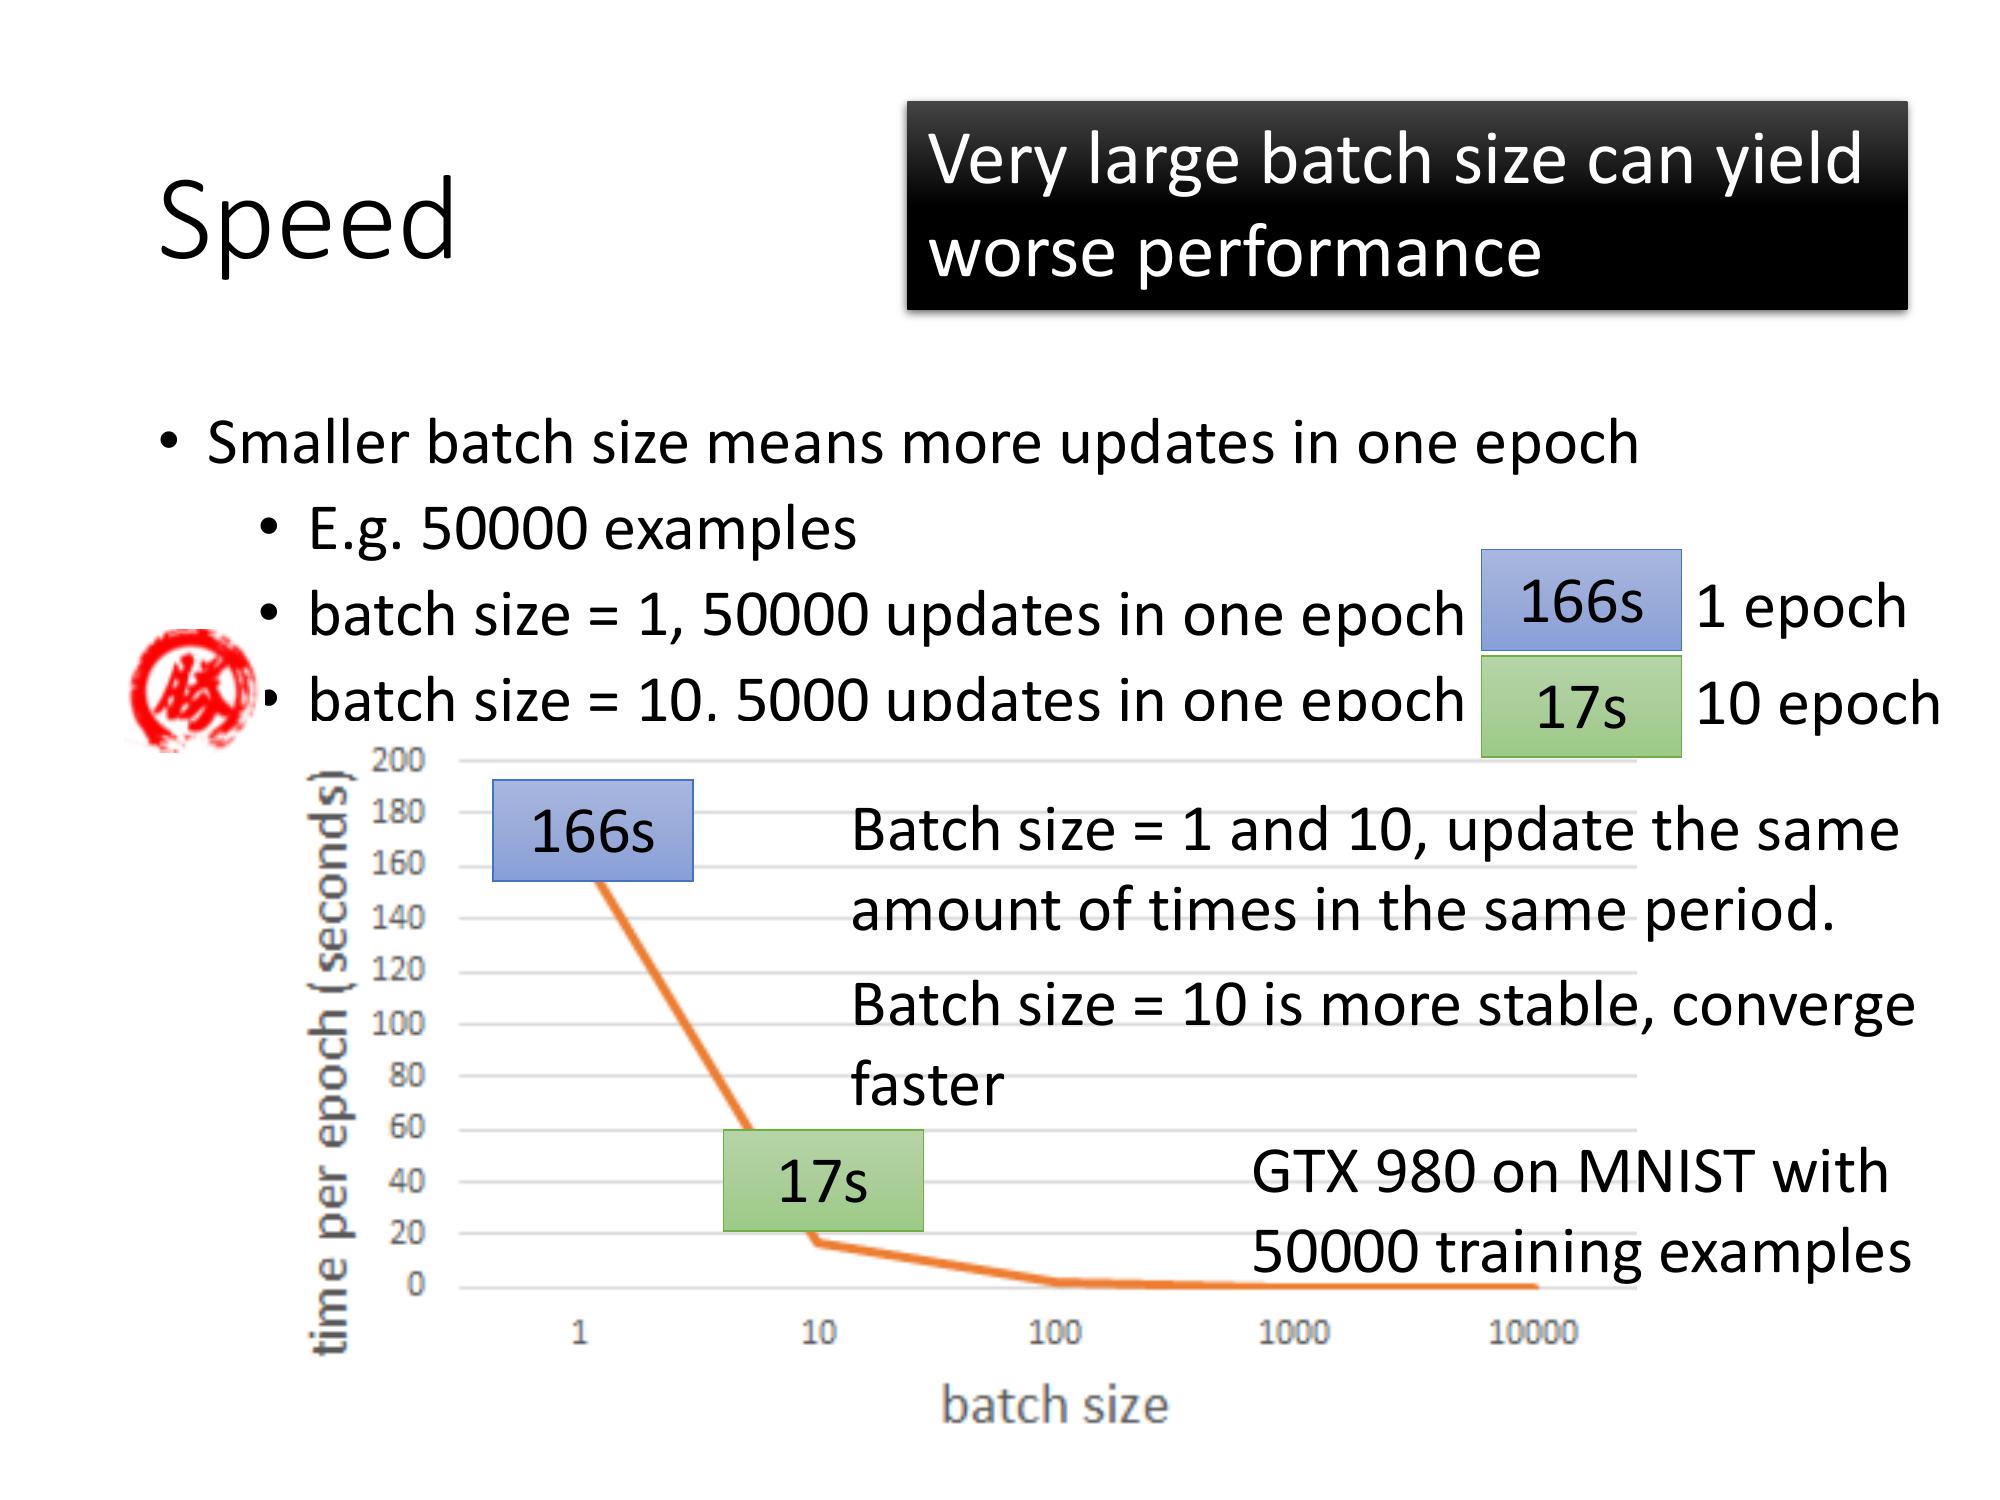 Speed
Very large batch size can yield
worse performance
• Smaller batch size means more updates in one epoch
• E.g. 50000 examples
• batch size = 1, 50000 updates in one epoch 166s 1 epoch
勝
• batch size = 10, 5000 updates in one epoch 17s 10 epoch
time per epoch (seconds)
200
180
160
140
120
100
80
60
40
20
0
166s
17s
Batch size = 1 and 10, update the same
amount of times in the same period.
Batch size = 10 is more stable, converge
faster
GTX 980 on MNIST with
50000 training examples
1 10 100 1000 10000
batch size